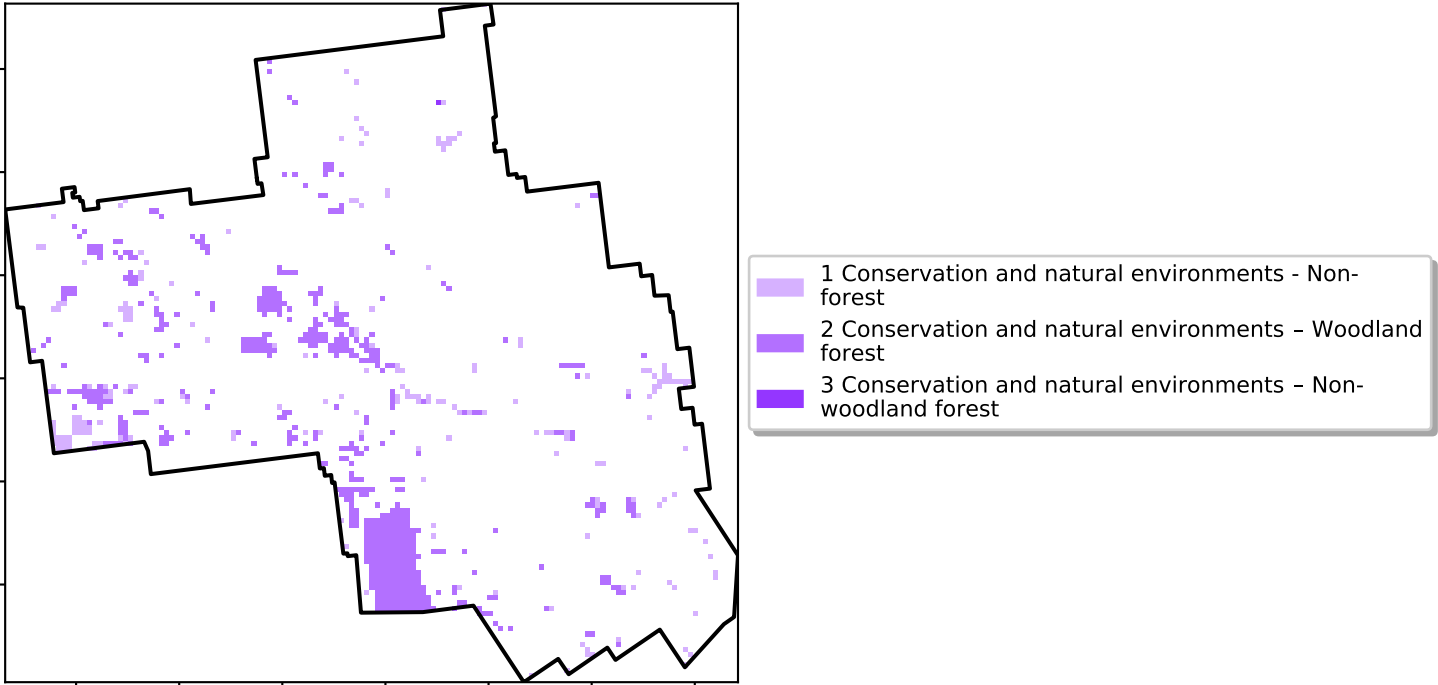 1 Conservation and natural environments - Non-
forest
2 Conservation and natural environments – Woodland
forest
3 Conservation and natural environments – Non-
woodland forest